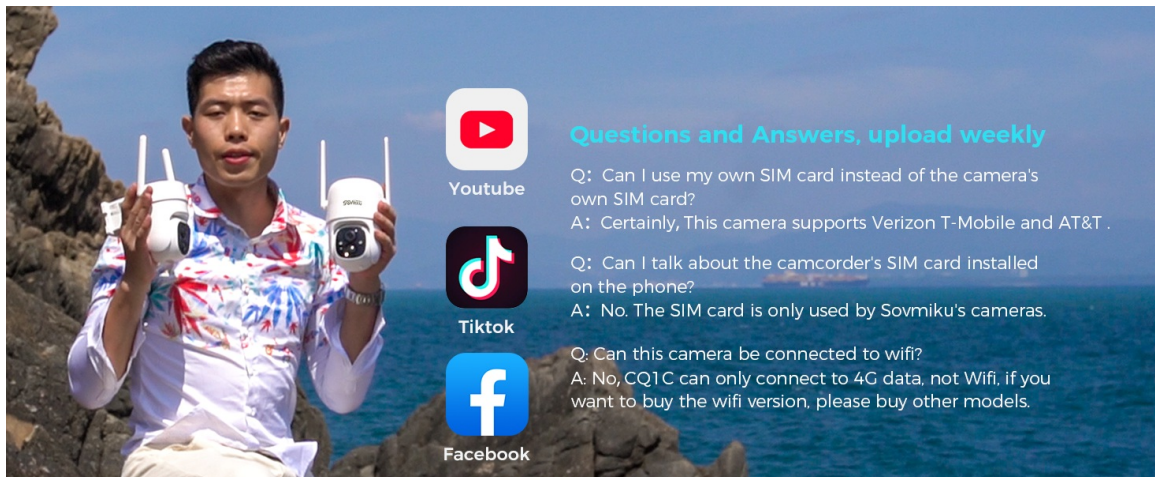 Youtube
Tiktok
Facebook
Questions and Answers, upload weekly
Q: Can I use my own SIM card instead of the camera's
own SIM card?
A: Certainly, This camera supports Verizon T-Mobile and AT&T .
Q: Can I talk about the camcorder's SIM card installed
on the phone?
A: No. The SIM card is only used by Sovmiku's cameras.
Q: Can this camera be connected to wifi?
A: No, CQ1C can only connect to 4G data, not Wifi, if you
want to buy the wifi version, please buy other models.